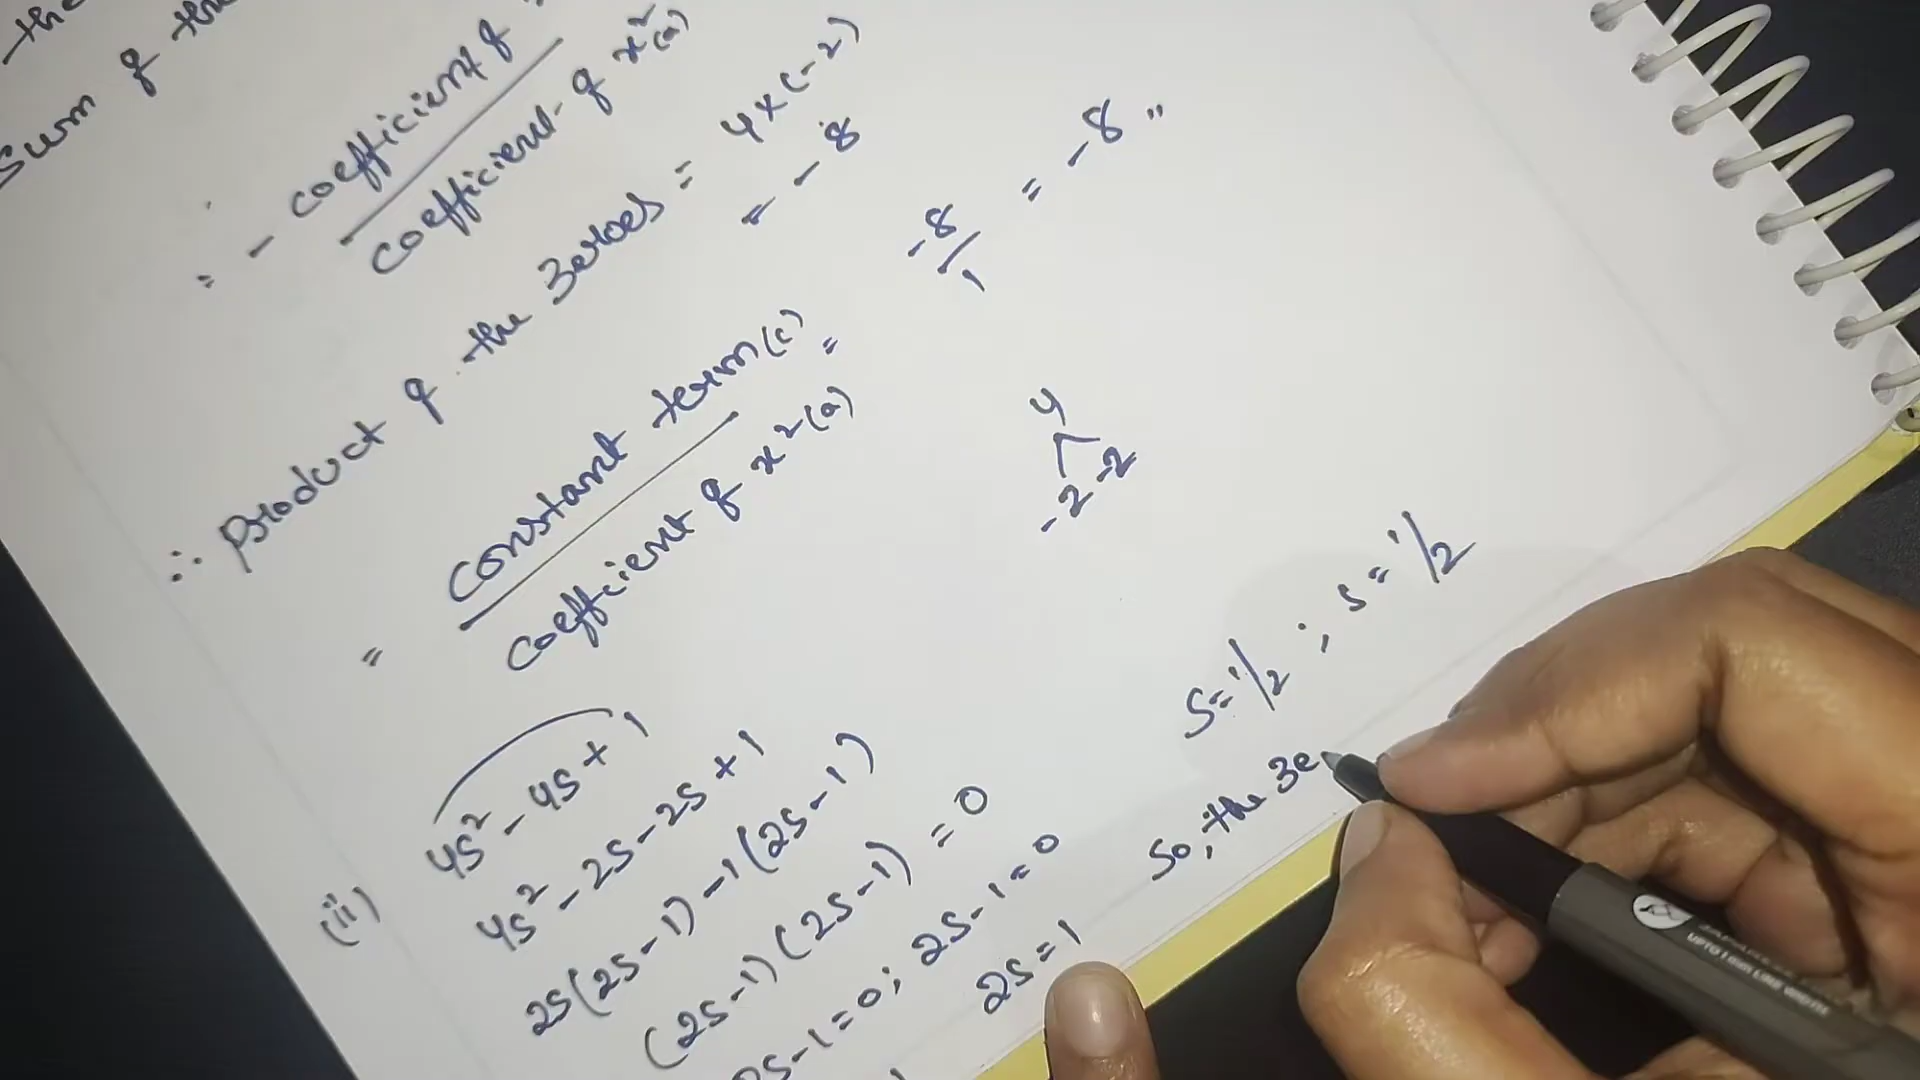 the
Sum of the
= - coefficient of
coefficient of x²(a)
∴ Product of the zeroes = 4×(-2)
= -8
= constant term(c) / coefficient of x²(a) = -8/1 = -8 "
4
-2 -2
(ii) 4s² - 4s + 1
4s² - 2s - 2s + 1
2s(2s-1) -1(2s-1)
(2s-1)(2s-1) = 0
2s-1=0; 2s-1=0
2s=1
s=1/2 ; s=1/2
So, the ze